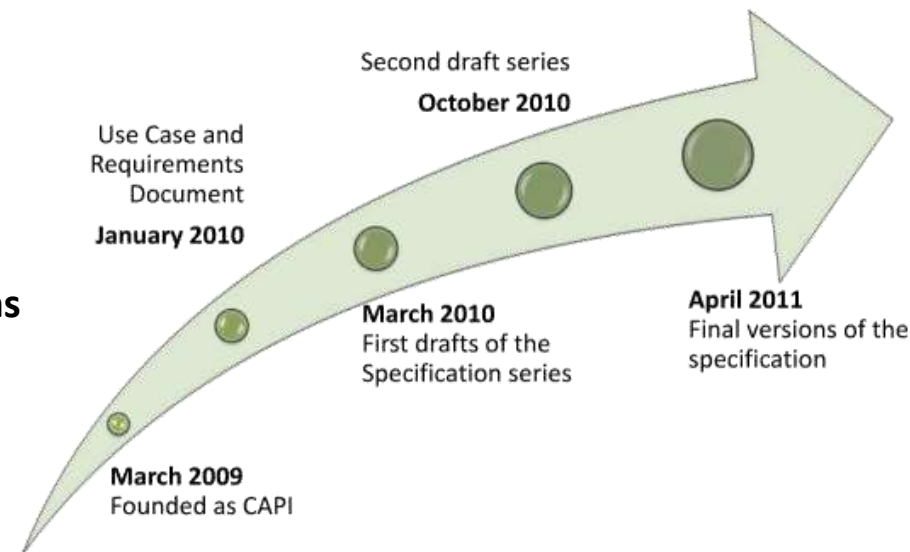 Second draft series
October 2010
Use Case and
Requirements
Document
January 2010
April 2011
Final versions of the
specification
March 2010
First drafts of the
Specification series
March 2009
Founded as CAPI